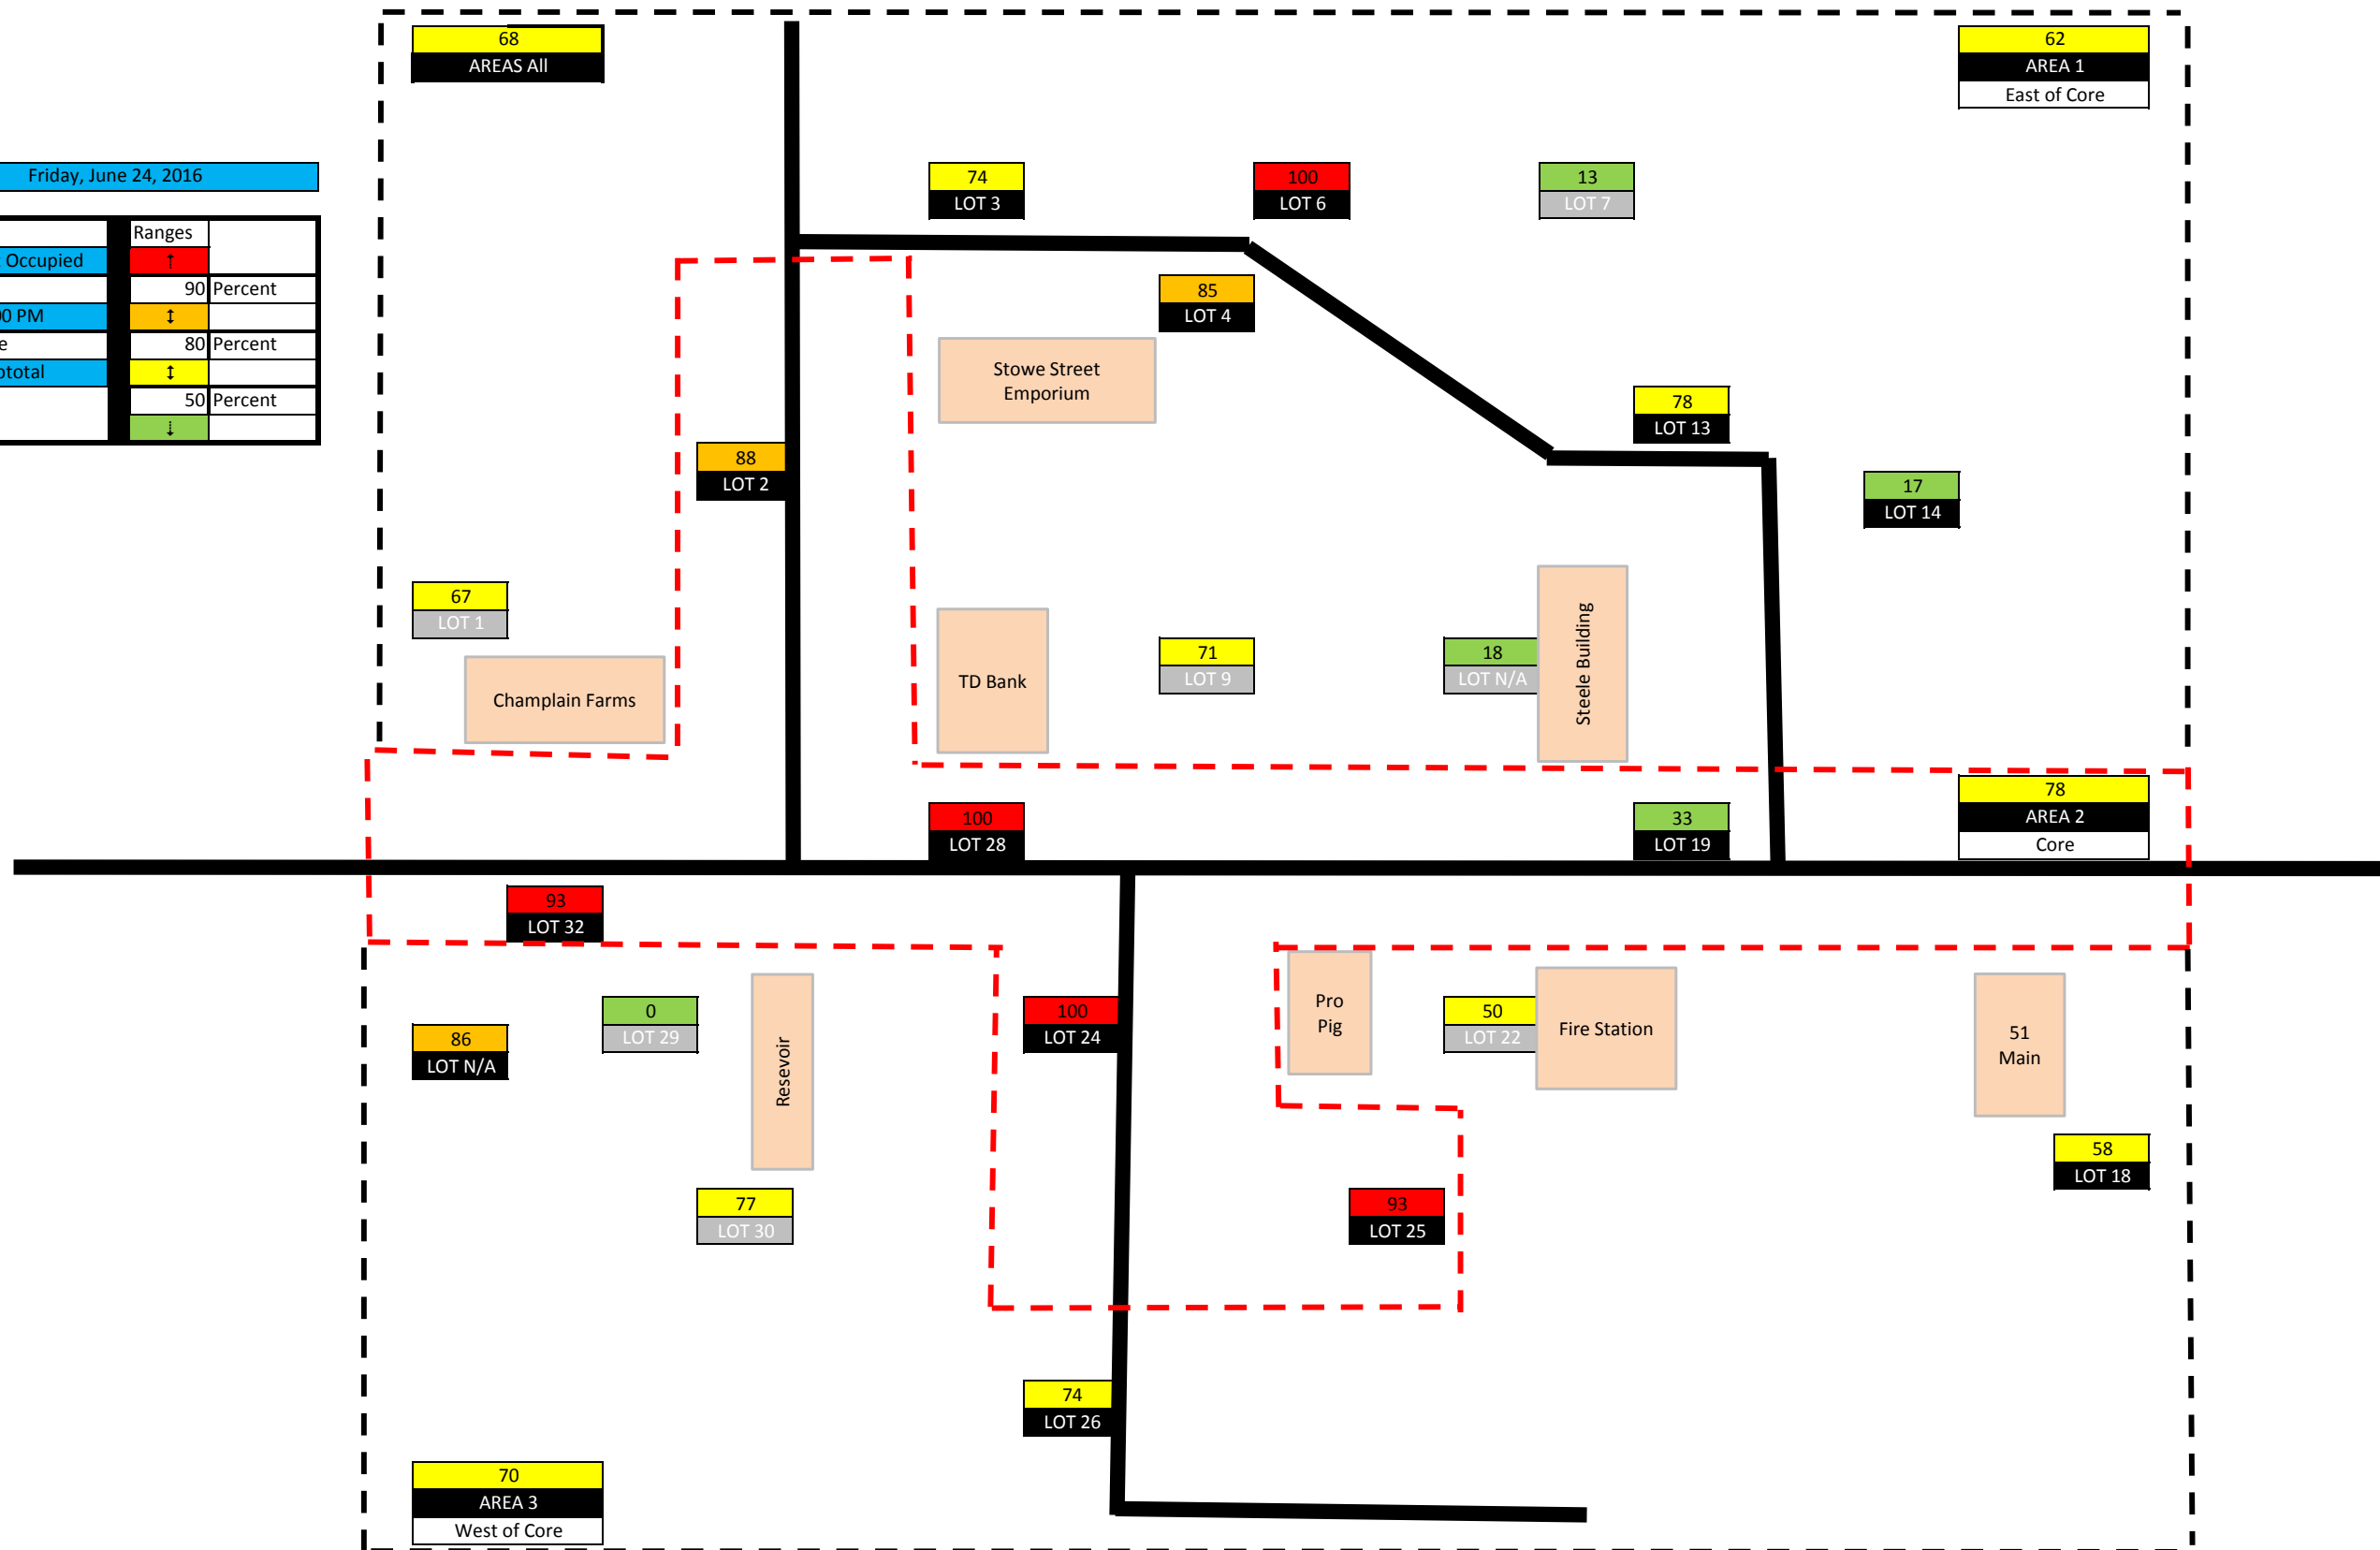 68
AREAS All
62
AREA 1
East of Core
Friday, June 24, 2016
Ranges
Occupied
↑
90 Percent
00 PM
↕
80 Percent
↕
50 Percent
↓
74
LOT 3
100
LOT 6
13
LOT 7
85
LOT 4
Stowe Street
Emporium
78
LOT 13
88
LOT 2
17
LOT 14
67
LOT 1
Champlain Farms
TD Bank
71
LOT 9
18
LOT N/A
Steele Building
78
AREA 2
Core
100
LOT 28
33
LOT 19
93
LOT 32
86
LOT N/A
0
LOT 29
Resevoir
100
LOT 24
Pro
Pig
50
LOT 22
Fire Station
51
Main
58
LOT 18
77
LOT 30
93
LOT 25
74
LOT 26
70
AREA 3
West of Core